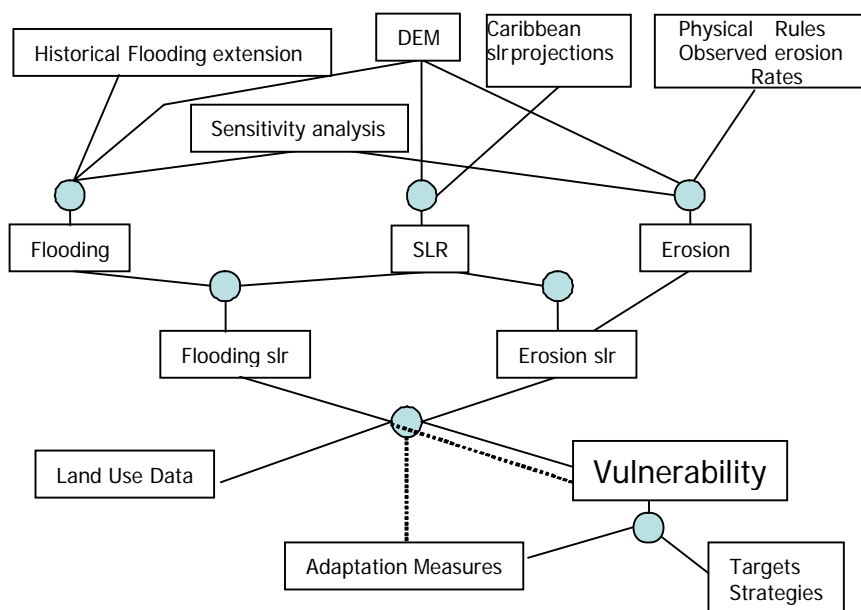 Historical Flooding extension
DEM
Caribbean
slrprojections
Physical Rules
Observed erosion
Rates
Sensitivity analysis
Flooding
SLR
Erosion
Flooding slr
Erosion slr
Land Use Data
Vulnerability
Adaptation Measures
Targets
Strategies